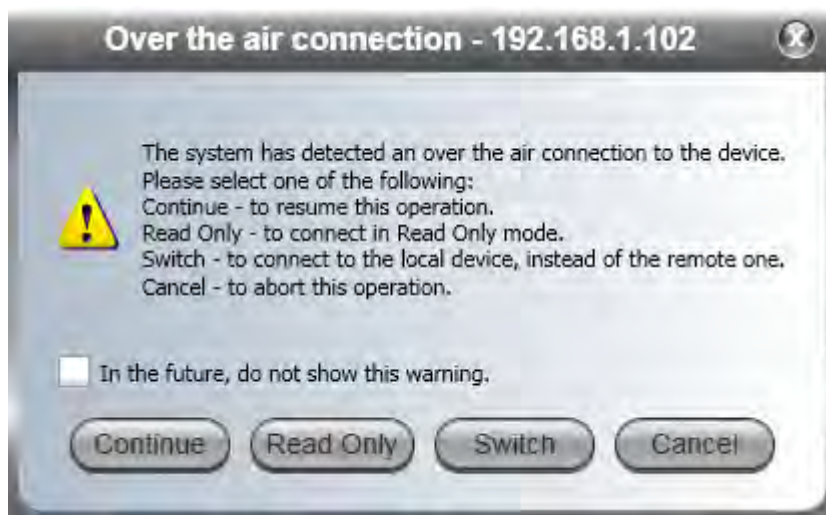 Over the air connection - 192.168.1.102
The system has detected an over the air connection to the device.
Please select one of the following:
Continue - to resume this operation.
Read Only - to connect in Read Only mode.
Switch - to connect to the local device, instead of the remote one.
Cancel - to abort this operation.
In the future, do not show this warning.
Continue Read Only Switch Cancel